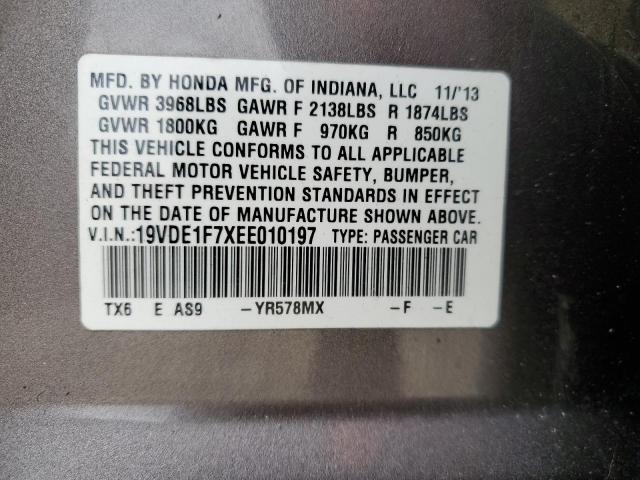 MFD. BY HONDA MFG. OF INDIANA, LLC 11/'13
GVWR 3968LBS GAWR F 2138LBS R 1874LBS
GVWR 1800KG GAWR F 970KG R 850KG
THIS VEHICLE CONFORMS TO ALL APPLICABLE
FEDERAL MOTOR VEHICLE SAFETY, BUMPER,
AND THEFT PREVENTION STANDARDS IN EFFECT
ON THE DATE OF MANUFACTURE SHOWN ABOVE.
V.I.N.:19VDE1F7XEE010197 TYPE: PASSENGER CAR
TX6 E AS9 -YR578MX -F -E